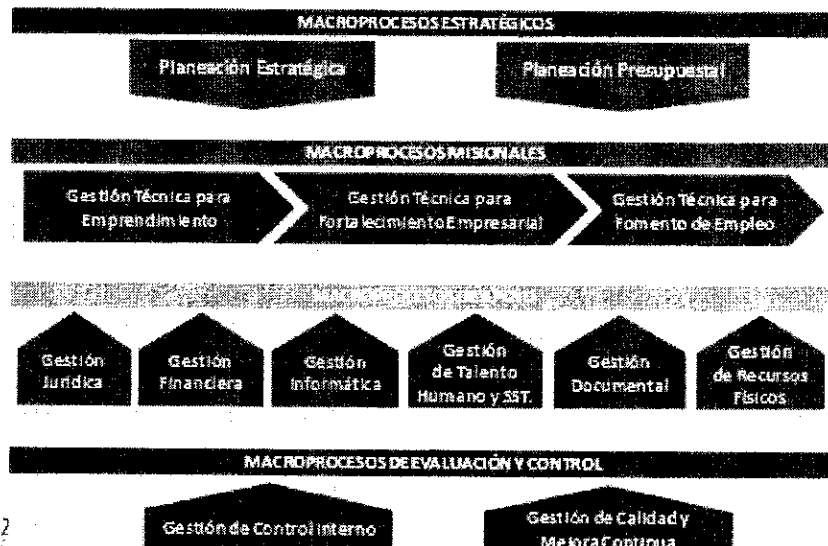 MACROPROCESOS ESTRATÉGICOS
Planeación Estratégica
Planeación Presupuestal
MACROPROCESOS MISIONALES
Gestión Técnica para
Emprendimiento
Gestión Técnica para
Fortalecimiento Empresarial
Gestión Técnica para
Fomento de Empleo
Gestión
Jurídica
Gestión
Financiera
Gestión
Informática
Gestión
de Talento
Humano y SST.
Gestión
Documental
Gestión
de Recursos
Físicos
MACROPROCESOS DE EVALUACIÓN Y CONTROL
2
Gestión de Control Interno
Gestión de Calidad y
Mejora Continua